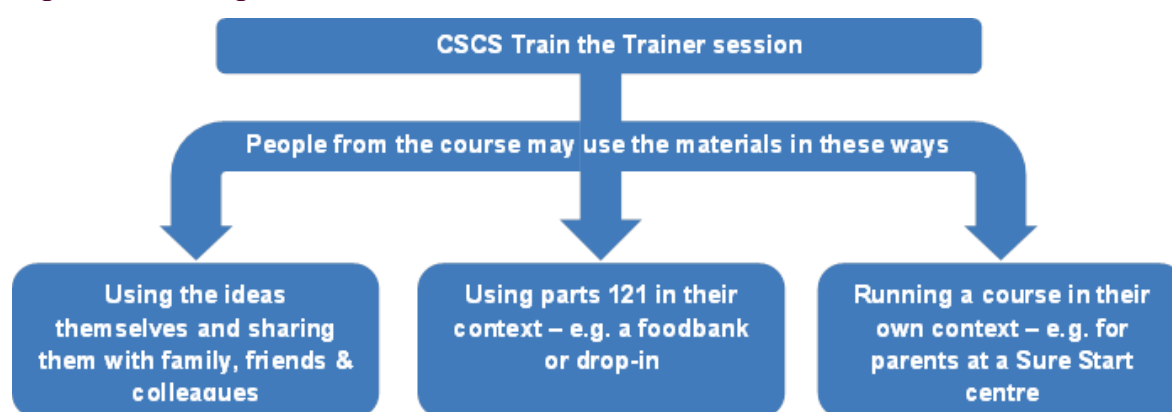 CSCS Train the Trainer session
People from the course may use the materials in these ways
Using the ideas
themselves and sharing
them with family, friends &
colleagues
Using parts 121 in their
context – e.g. a foodbank
or drop-in
Running a course in their
own context – e.g. for
parents at a Sure Start
centre